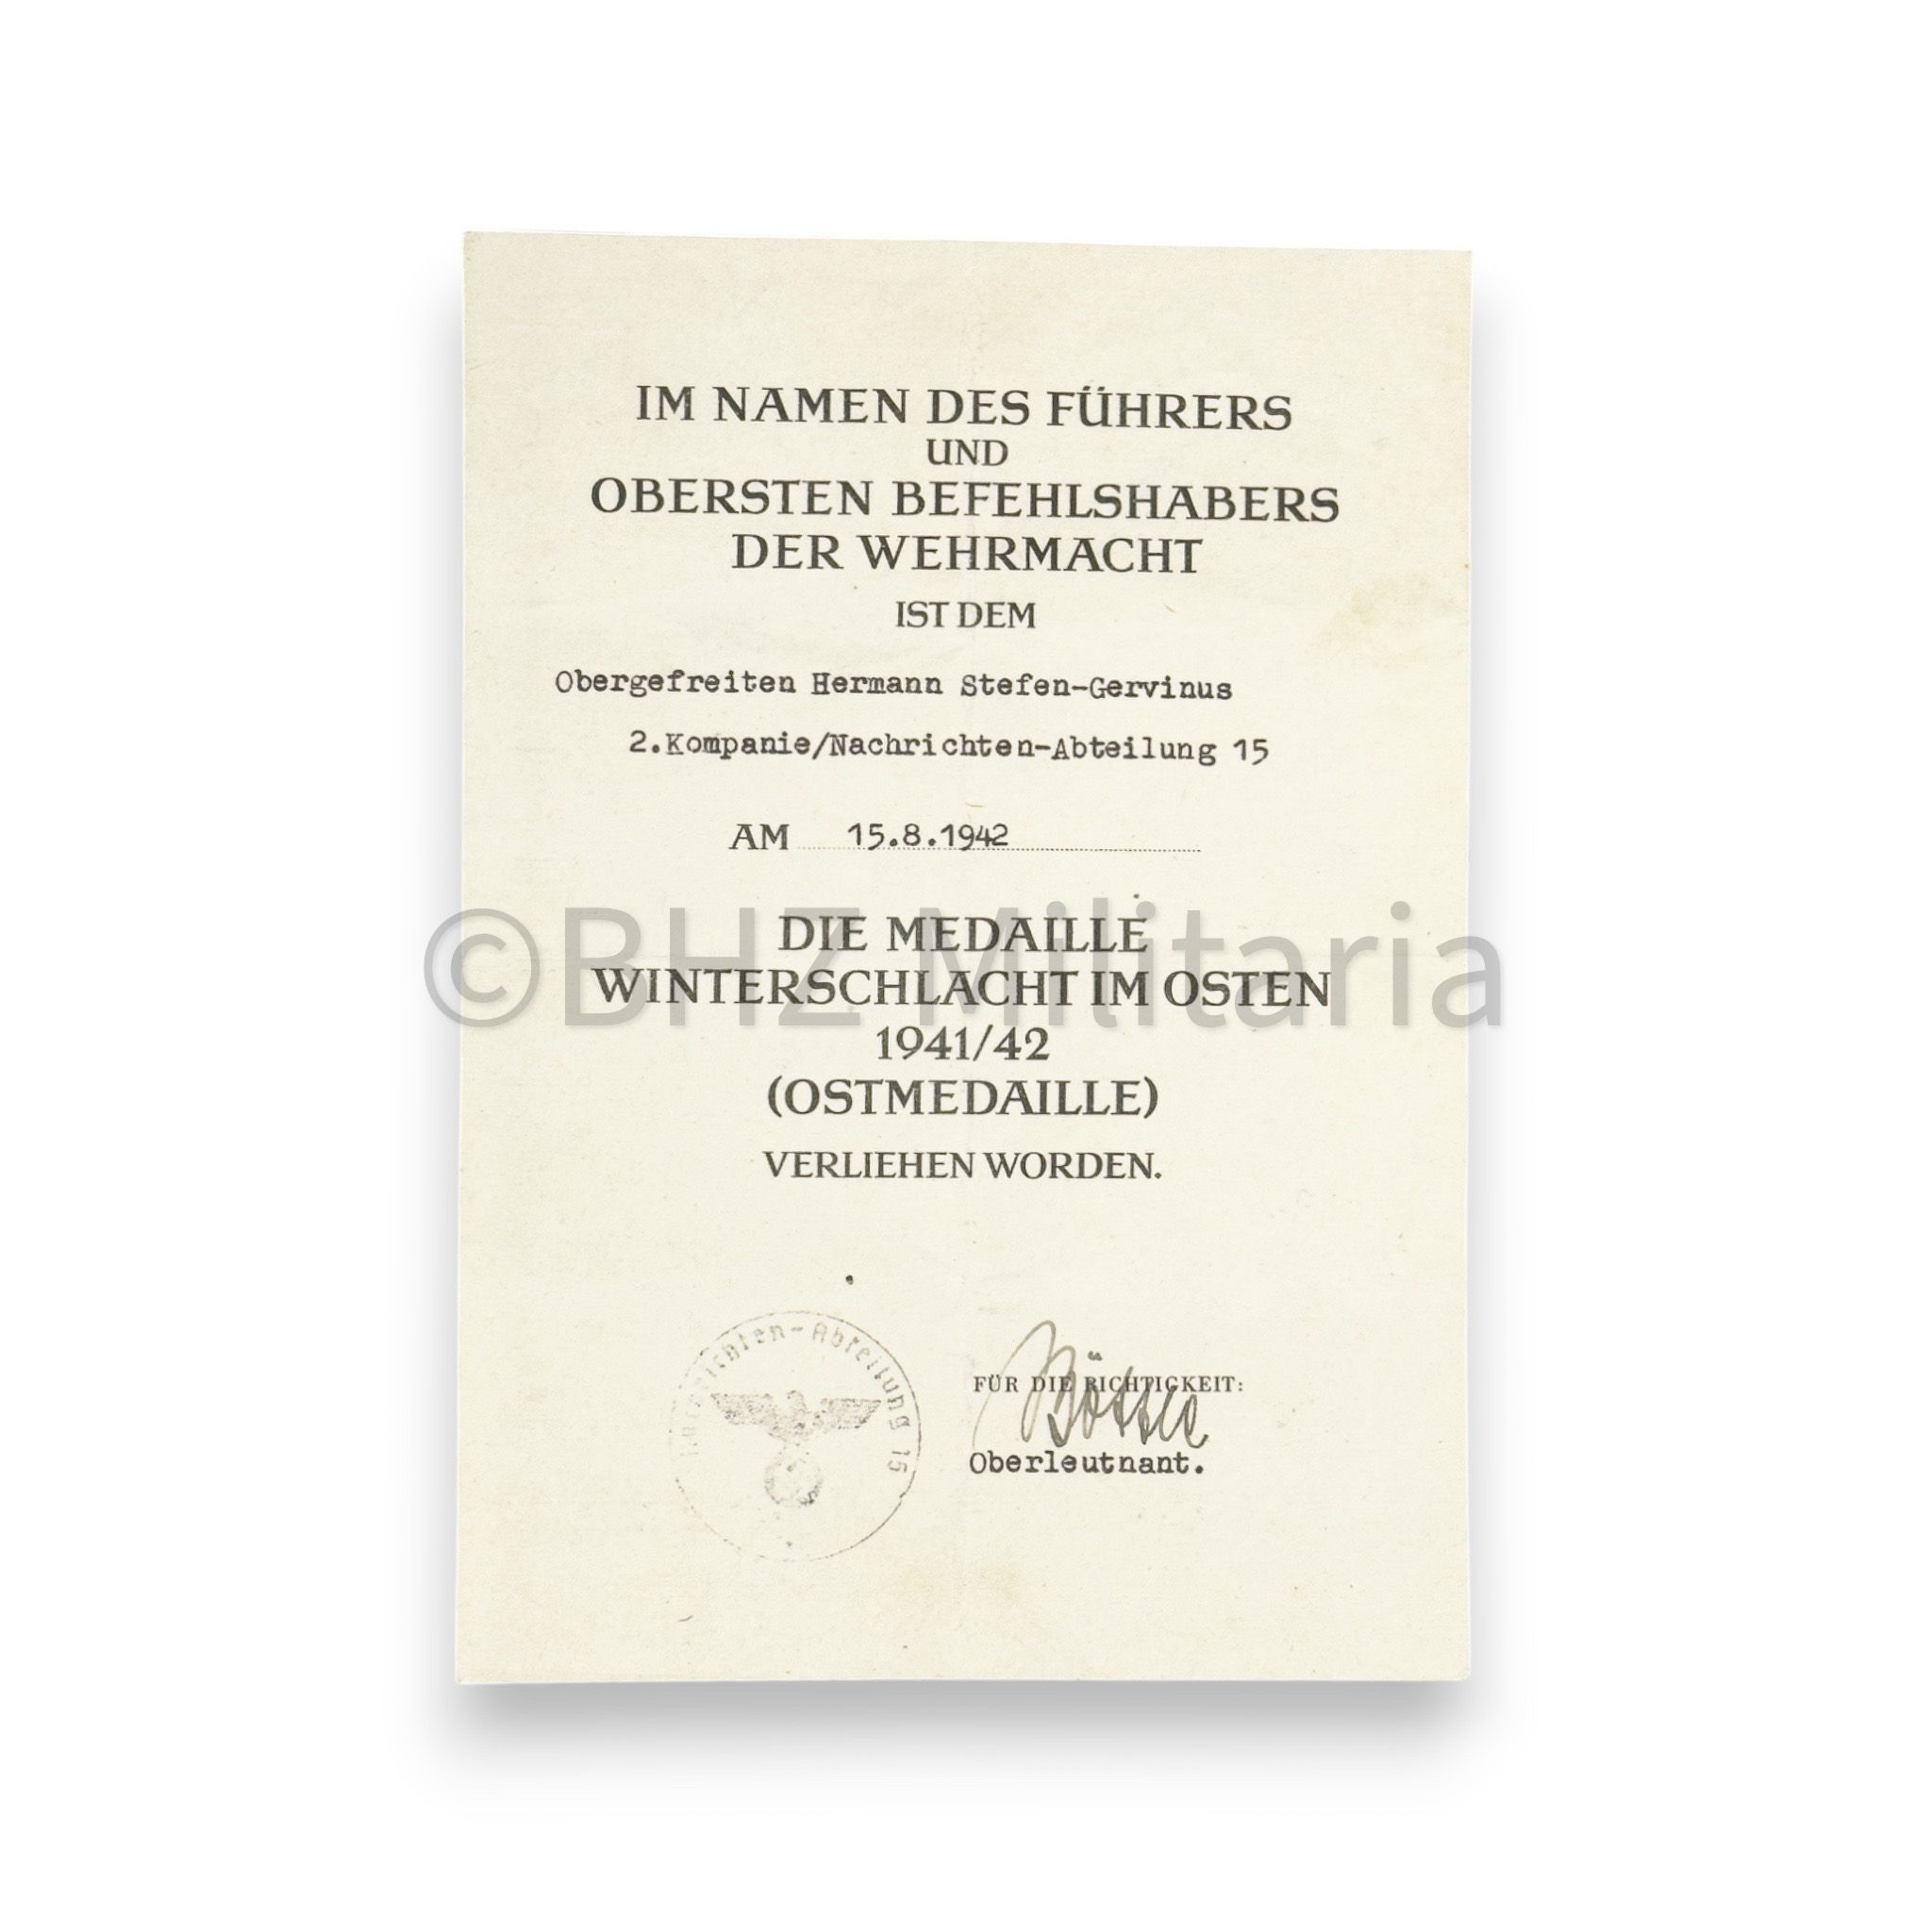 IM NAMEN DES FÜHRERS
UND
OBERSTEN BEFEHLSHABERS
DER WEHRMACHT
IST DEM
Obergefreiten Hermann Stefen-Gervinus
2.Kompanie/Nachrichten-Abteilung 15
AM 15.8.1942
©BHZ Militaria
DIE MEDAILLE
WINTERSCHLACHT IM OSTEN
1941/42
(OSTMEDAILLE)
VERLIEHEN WORDEN.
Nachrichten-Abteilung 15
FÜR DIE RICHTIGKEIT:
Oberleutnant.